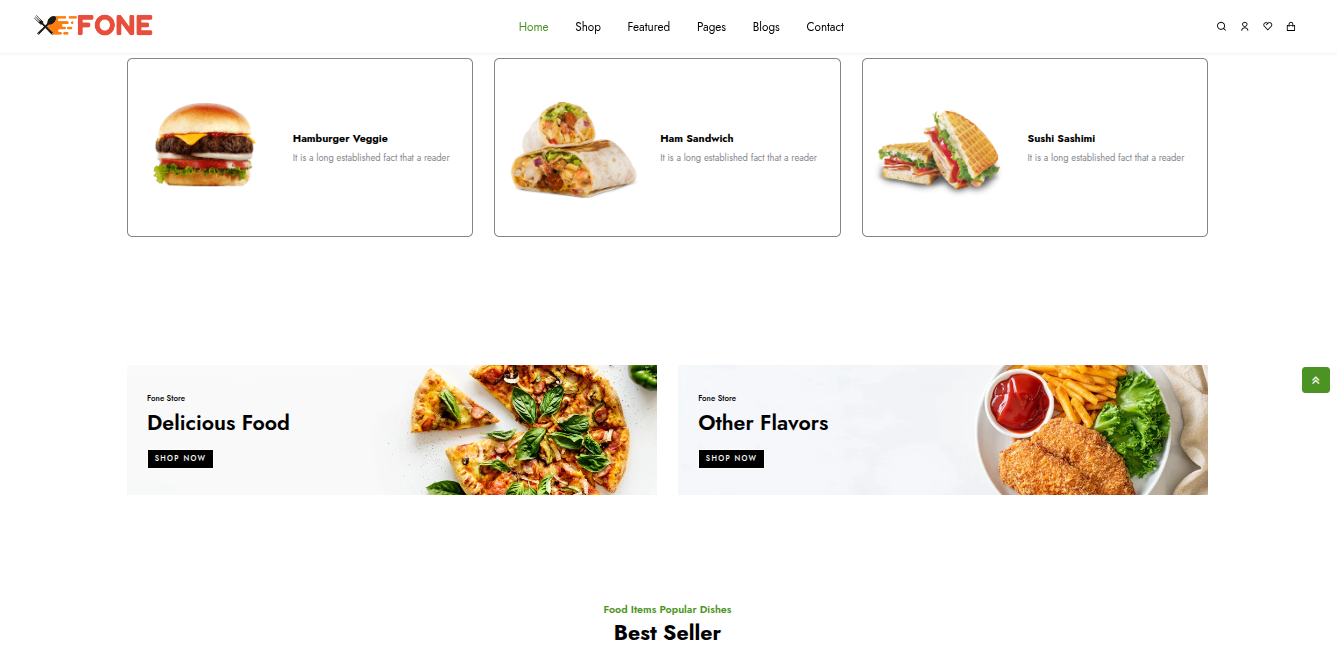 FONE
Home Shop Featured Pages Blogs Contact
Hamburger Veggie
It is a long established fact that a reader
Ham Sandwich
It is a long established fact that a reader
Sushi Sashimi
It is a long established fact that a reader
Fone Store
Delicious Food
SHOP NOW
Fone Store
Other Flavors
SHOP NOW
Food Items Popular Dishes
Best Seller